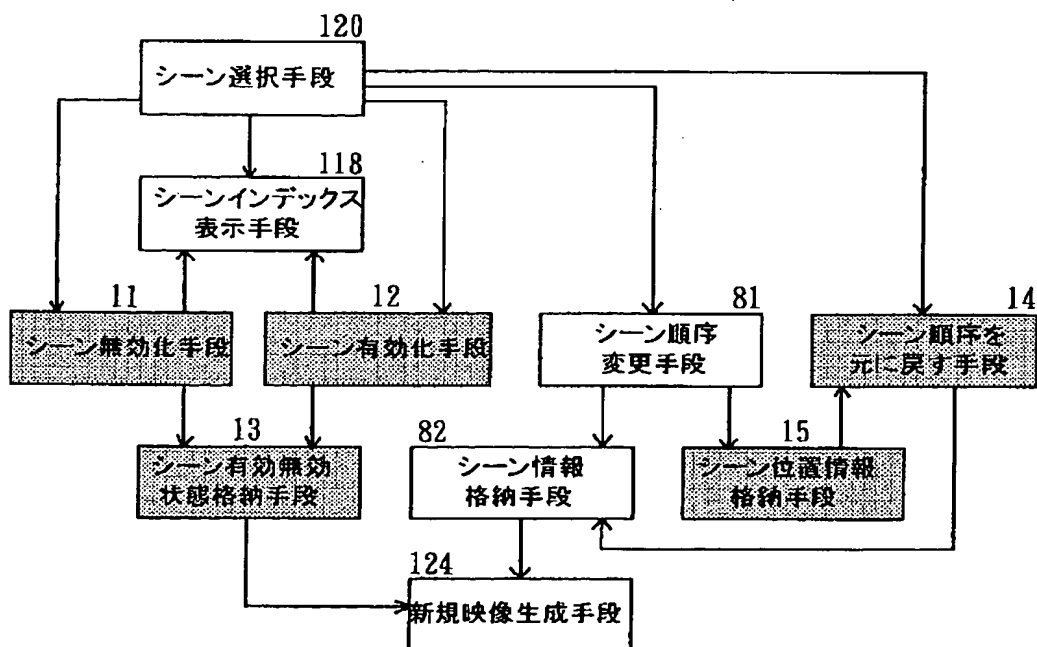 120
シーン選択手段
118
シーンインデックス
表示手段
11
シーン無効化手段
12
シーン有効化手段
81
シーン順序
変更手段
14
シーン順序を
元に戻す手段
13
シーン有効無効
状態格納手段
82
シーン情報
格納手段
15
シーン位置情報
格納手段
124
新規映像生成手段